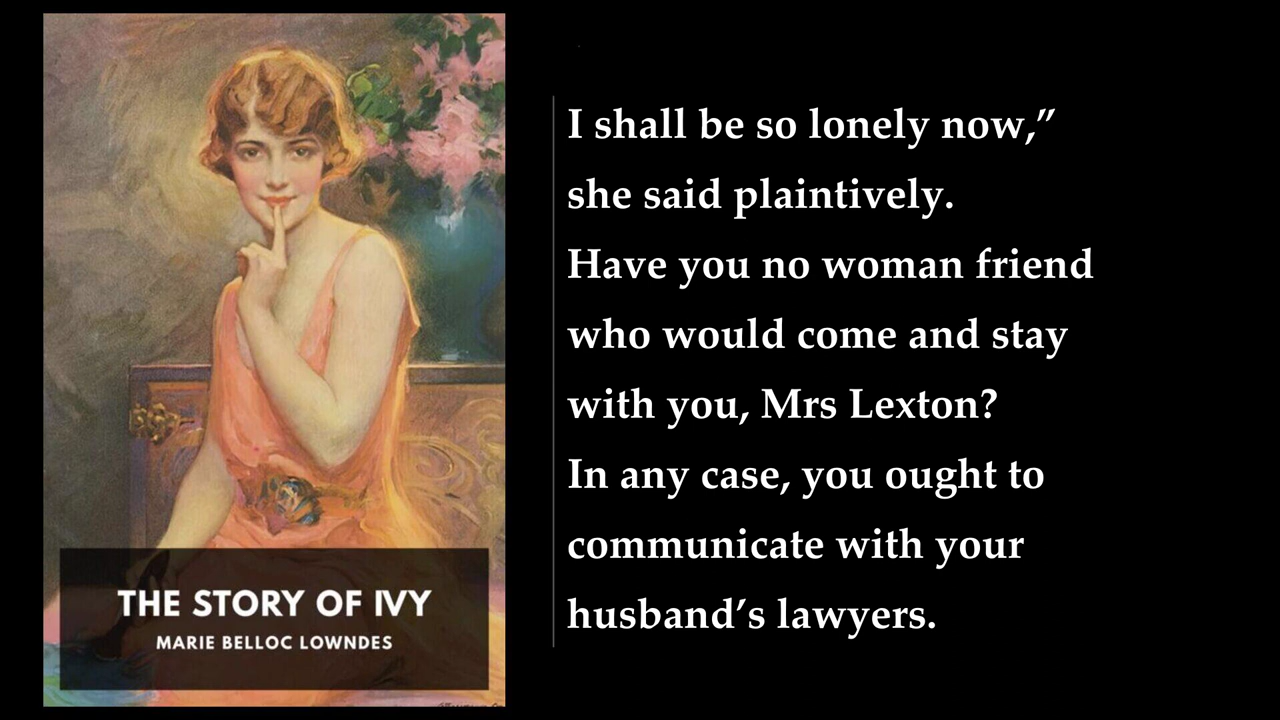 I shall be so lonely now,”
she said plaintively.
Have you no woman friend
who would come and stay
with you, Mrs Lexton?
In any case, you ought to
communicate with your
husband’s lawyers.
THE STORY OF IVY
MARIE BELLOC LOWNDES